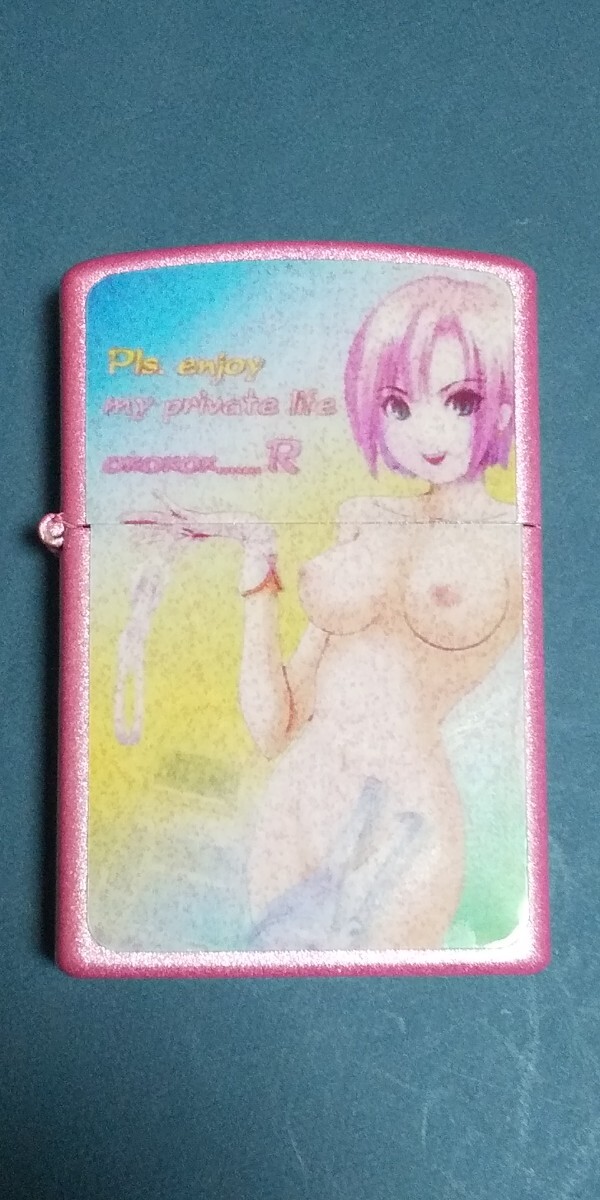 Pls. enjoy
my private life
oxoxox......R